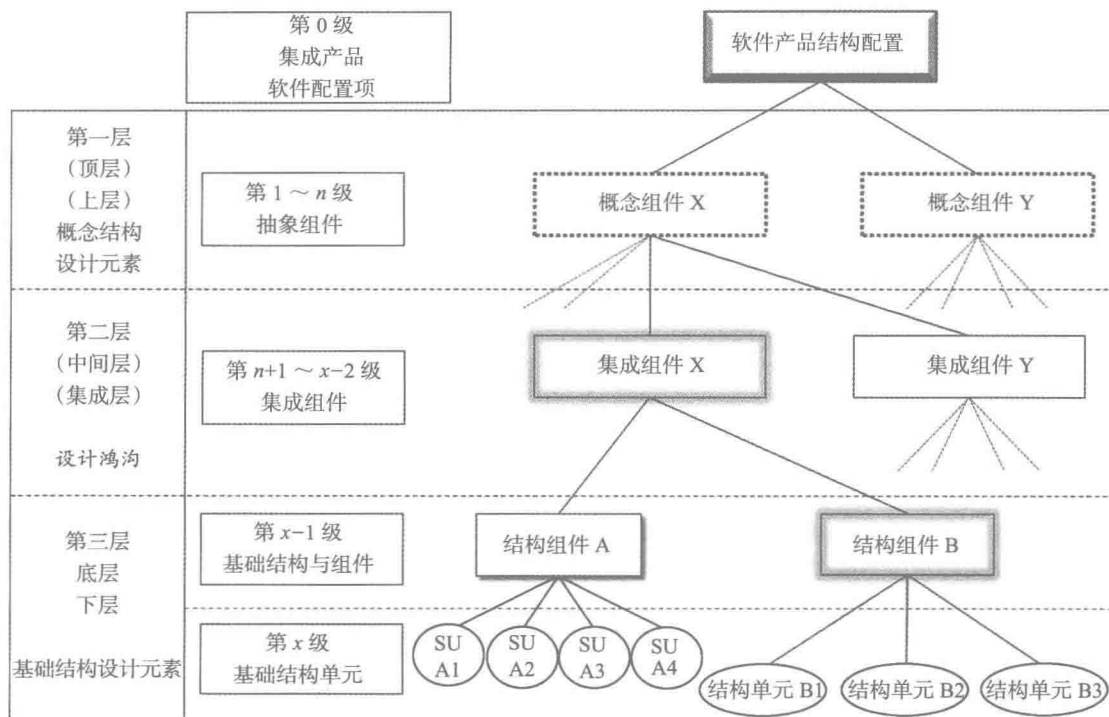 第 0 级
集成产品
软件配置项
软件产品结构配置
第一层
（顶层）
（上层）
概念结构
设计元素
第 1 ～ n 级
抽象组件
概念组件 X
概念组件 Y
第二层
（中间层）
（集成层）
设计鸿沟
第 n+1 ～ x−2 级
集成组件
集成组件 X
集成组件 Y
第三层
底层
下层
基础结构设计元素
第 x−1 级
基础结构与组件
结构组件 A
结构组件 B
第 x 级
基础结构单元
SU
A1
SU
A2
SU
A3
SU
A4
结构单元 B1
结构单元 B2
结构单元 B3